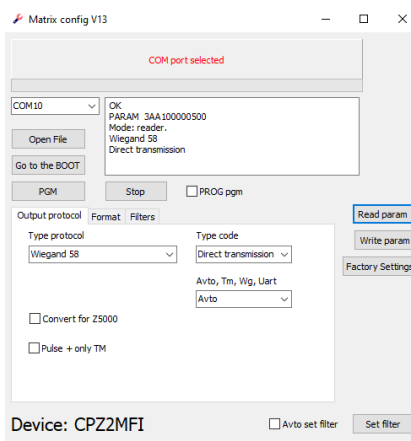 Matrix config V13
COM port selected
COM10
OK
PARAM 3AA100000500
Mode: reader.
Wiegand 58
Direct transmission
Open File
Go to the BOOT
PGM
Stop
PROG pgm
Read param
Write param
Factory Settings
Output protocol
Format
Filters
Type protocol
Type code
Wiegand 58
Direct transmission
Avto, Tm, Wg, Uart
Avto
Convert for Z5000
Pulse + only TM
Device: CPZ2MFI
Avto set filter
Set filter